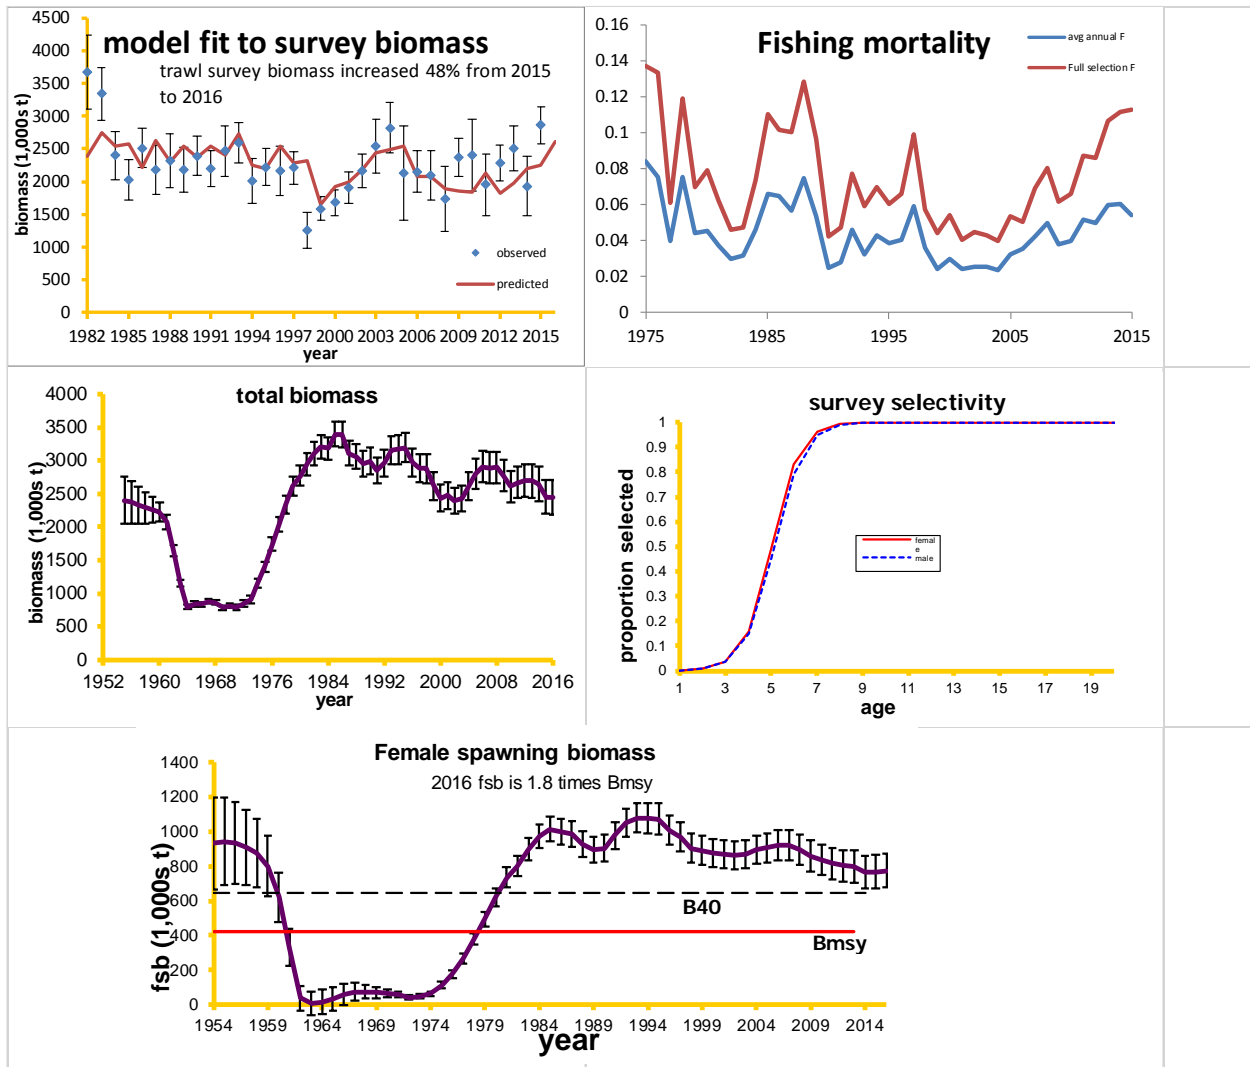 model fit to survey biomass
trawl survey biomass increased 48% from 2015
to 2016
biomass (1,000s t)
4500
4000
3500
3000
2500
2000
1500
1000
500
0
observed
predicted
1982 1985 1988 1991 1994 1997 2000 2003 2006 2009 2012 2015
year
Fishing mortality
avg annual F
Full selection F
0.16
0.14
0.12
0.1
0.08
0.06
0.04
0.02
0
1975 1985 1995 2005 2015
total biomass
biomass (1,000s t)
4000
3500
3000
2500
2000
1500
1000
500
0
1952 1960 1968 1976 1984 1992 2000 2008 2016
year
survey selectivity
proportion selected
1
0.9
0.8
0.7
0.6
0.5
0.4
0.3
0.2
0.1
0
femal
e
male
1 3 5 7 9 11 13 15 17 19
age
Female spawning biomass
2016 fsb is 1.8 times Bmsy
fsb (1,000s t)
1400
1200
1000
800
600
400
200
0
B40
Bmsy
1954 1959 1964 1969 1974 1979 1984 1989 1994 1999 2004 2009 2014
year